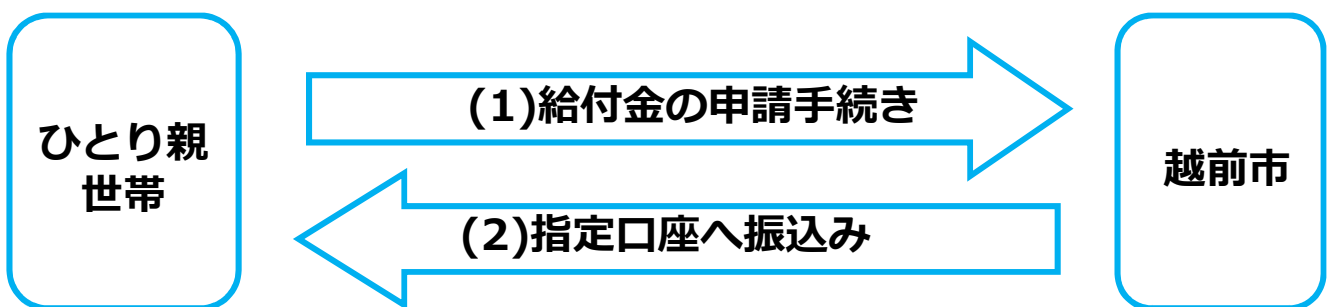 ひとり親
世帯
(1)給付金の申請手続き
(2)指定口座へ振込み
越前市